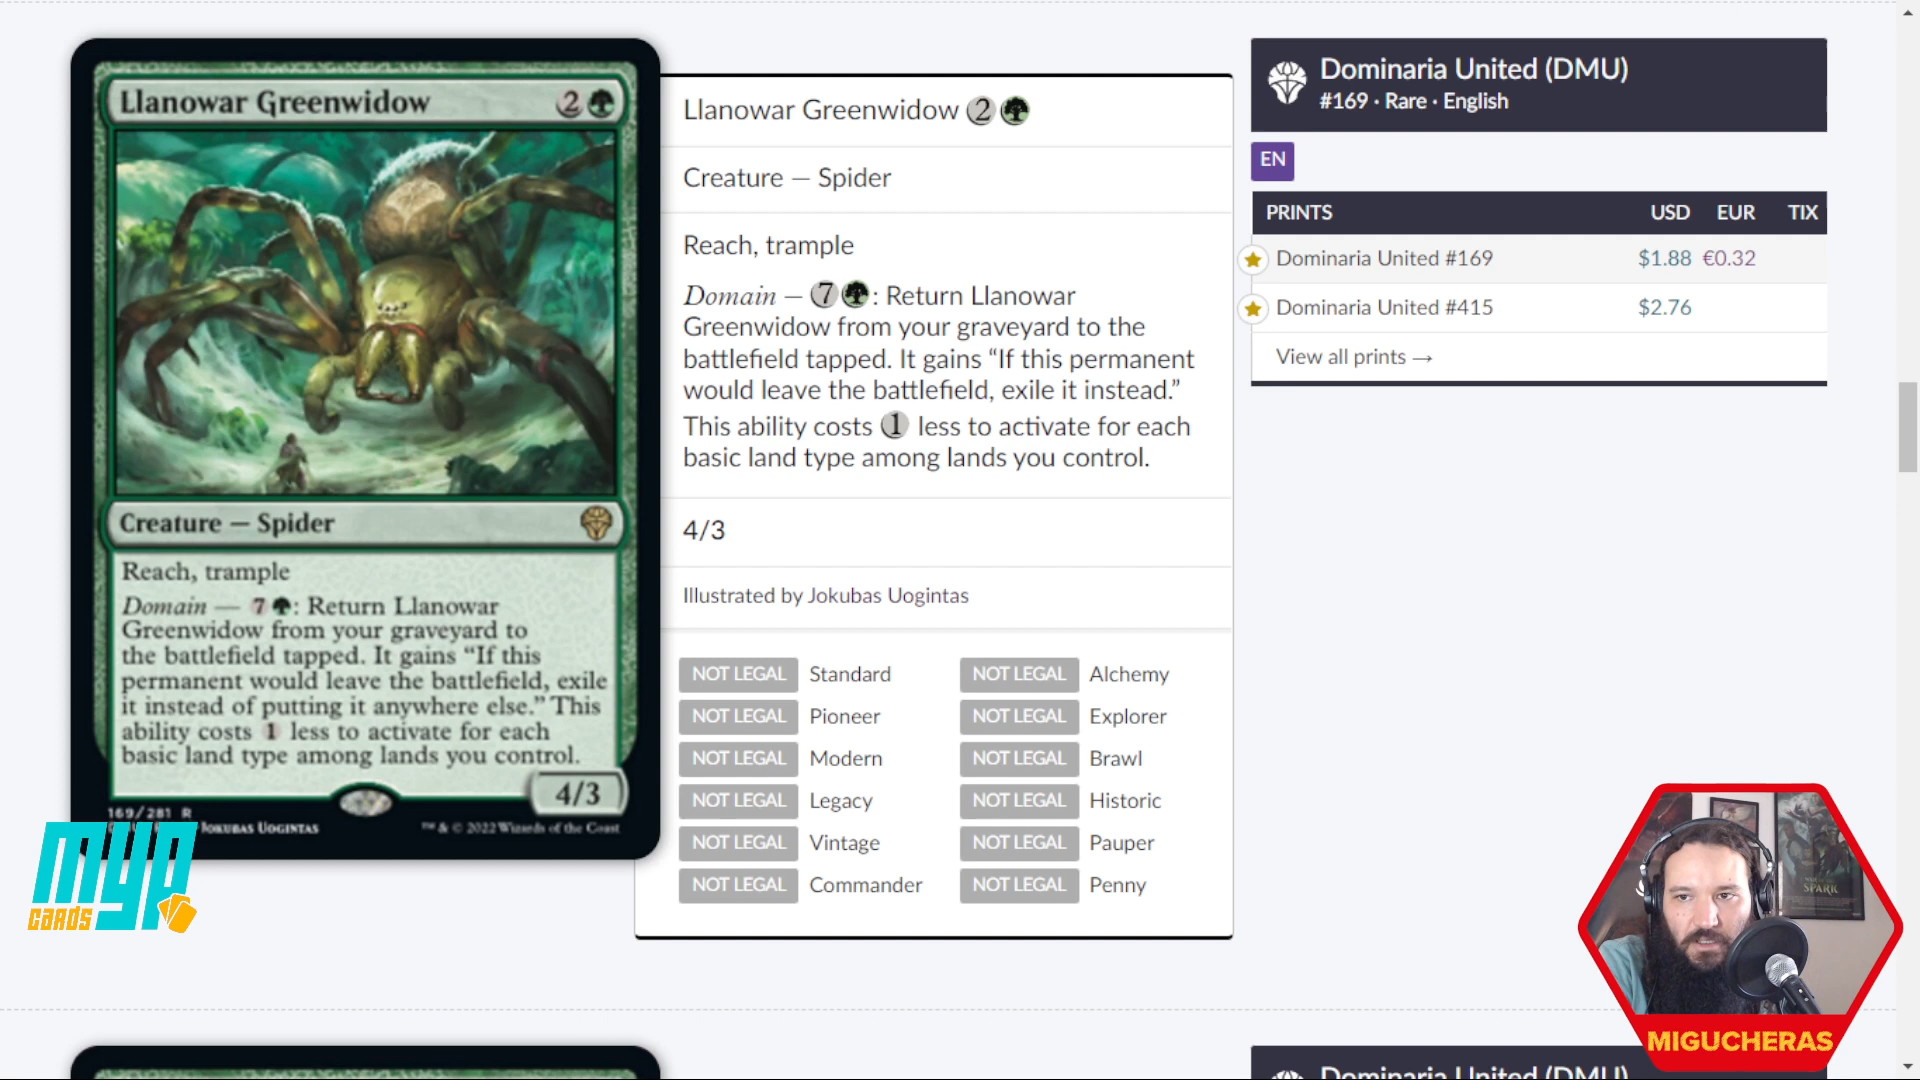 Llanowar Greenwidow 2
Creature — Spider
Reach, trample
Domain — 7 : Return Llanowar
Greenwidow from your graveyard to
the battlefield tapped. It gains “If this
permanent would leave the battlefield, exile
it instead of putting it anywhere else.” This
ability costs 1 less to activate for each
basic land type among lands you control.
4/3
169/281 R
Jokubas Uogintas
™ & © 2022 Wizards of the Coast
myp
cards
Llanowar Greenwidow 2
Creature — Spider
Reach, trample
Domain — 7 : Return Llanowar
Greenwidow from your graveyard to the
battlefield tapped. It gains “If this permanent
would leave the battlefield, exile it instead.”
This ability costs 1 less to activate for each
basic land type among lands you control.
4/3
Illustrated by Jokubas Uogintas
NOT LEGAL Standard NOT LEGAL Alchemy
NOT LEGAL Pioneer NOT LEGAL Explorer
NOT LEGAL Modern NOT LEGAL Brawl
NOT LEGAL Legacy NOT LEGAL Historic
NOT LEGAL Vintage NOT LEGAL Pauper
NOT LEGAL Commander NOT LEGAL Penny
Dominaria United (DMU)
#169 · Rare · English
EN
PRINTS USD EUR TIX
Dominaria United #169 $1.88 €0.32
Dominaria United #415 $2.76
View all prints →
SPARK
MIGUCHERAS
Dominaria United (DMU)